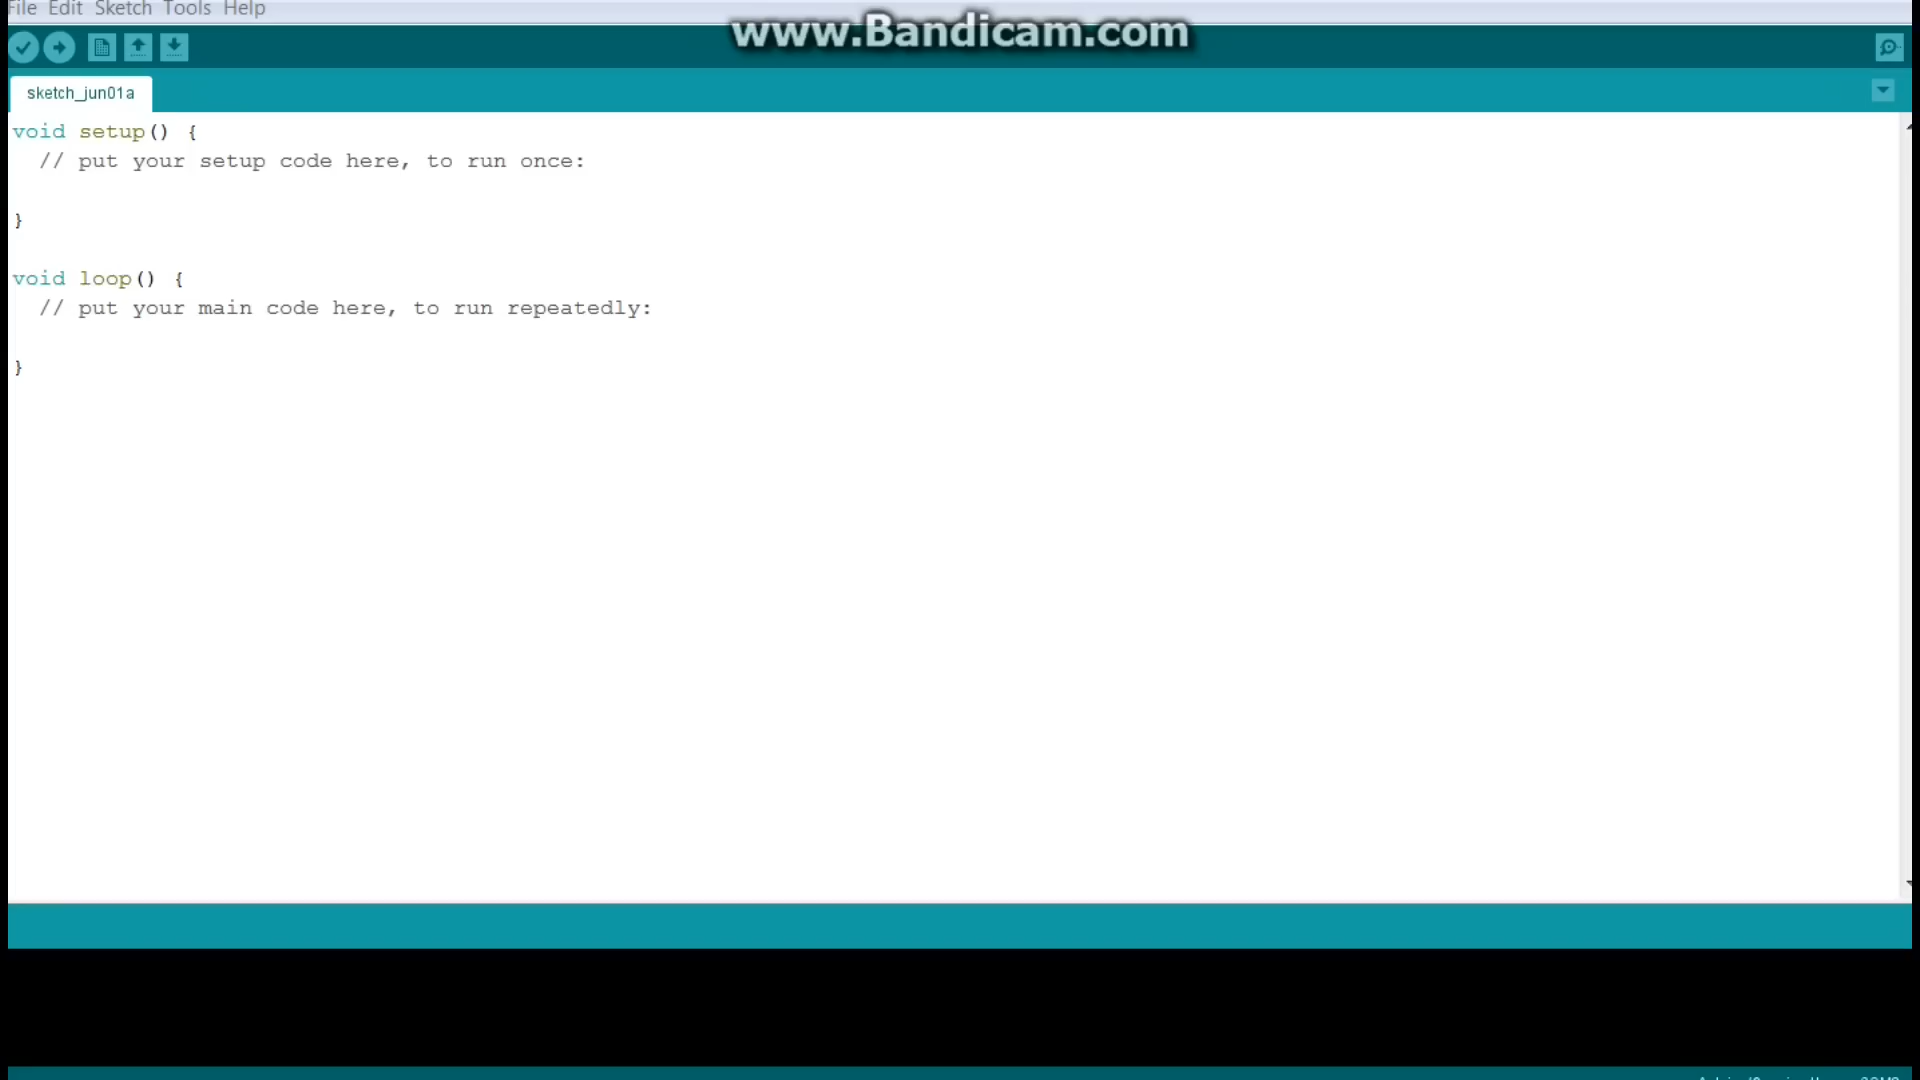 File Edit Sketch Tools Help
www.Bandicam.com
sketch_jun01a
void setup() {
  // put your setup code here, to run once:
}
void loop() {
  // put your main code here, to run repeatedly:
}